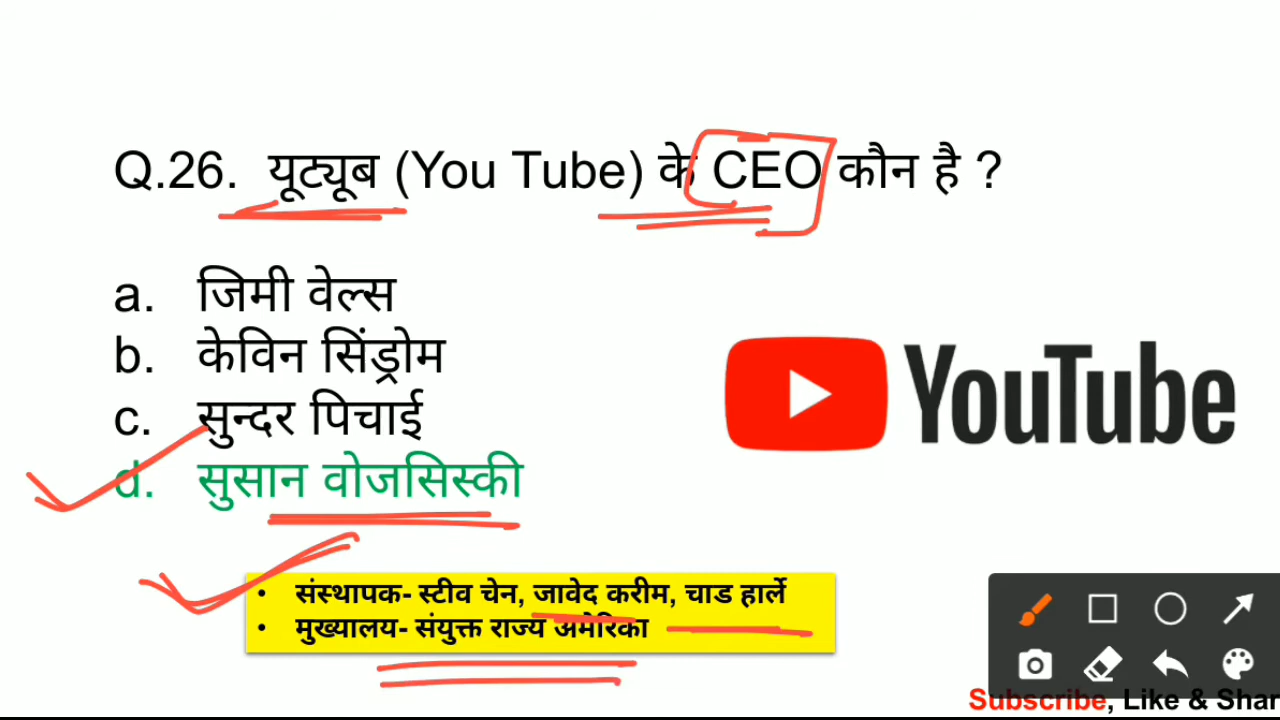 Q.26. यूट्यूब (You Tube) के CEO कौन है ?
a. जिमी वेल्स
b. केविन सिंड्रोम
c. सुन्दर पिचाई
d. सुसान वोजसिस्की
YouTube
• संस्थापक- स्टीव चेन, जावेद करीम, चाड हार्ले
• मुख्यालय- संयुक्त राज्य अमेरिका
Subscribe, Like & Shar